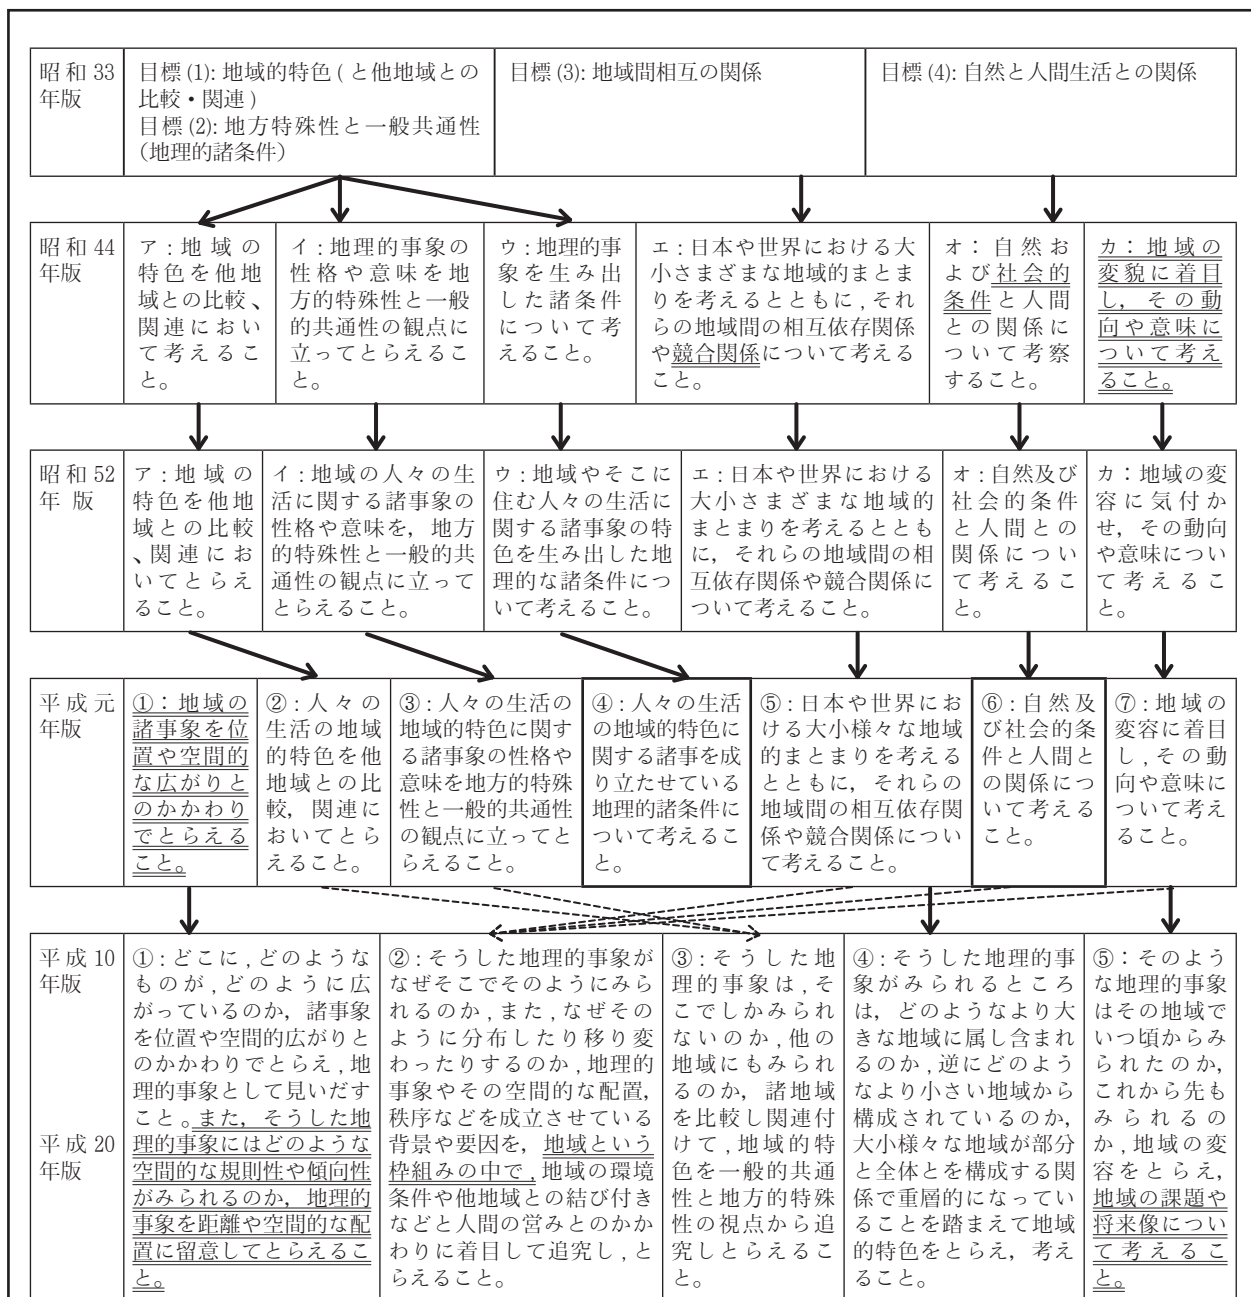 昭和33
年版
目標(1): 地域的特色(と他地域との
比較・関連)
目標(2): 地方特殊性と一般共通性
(地理的諸条件)
目標(3): 地域間相互の関係
目標(4): 自然と人間生活との関係
昭和44
年版
ア:地域の
特色を他地
域との比較、
関連におい
て考えるこ
と。
イ:地理的事象の
性格や意味を地
方的特殊性と一般
的共通性の観点に
立ってとらえるこ
と。
ウ:地理的事
象を生み出
した諸条件
について考
えること。
エ:日本や世界における大
小さまざまな地域的まとま
りを考えるとともに,それ
らの地域間の相互依存関係
や競合関係について考える
こと。
オ:自然お
よび社会的
条件と人間
との関係に
ついて考察
すること。
カ:地域の
変貌に着目
し,その動
向や意味に
ついて考え
ること。
昭和52
年版
ア:地域の
特色を他地
域との比較
、関連にお
いてとらえ
ること。
イ:地域の人々の生
活に関する諸事象の
性格や意味を,地方
的特殊性と一般的共
通性の観点に立って
とらえること。
ウ:地域やそこに
住む人々の生活に
関する諸事象の特
色を生み出した地
理的な諸条件につ
いて考えること。
エ:日本や世界における
大小さまざまな地域的
まとまりを考えるととも
に,それらの地域間の相
互依存関係や競合関係に
ついて考えること。
オ:自然及び
社会的条件
と人間との
関係につい
て考えるこ
と。
カ:地域の変
容に気付か
せ,その動向
や意味につい
て考えるこ
と。
平成元
年版
①:地域の
諸事象を位
置や空間的
な広がりと
のかかわり
でとらえる
こと。
②:人々の
生活の地域
的特色を他
地域との比
較,関連に
おいてとら
えること。
③:人々の生活の
地域的特色に関す
る諸事象の性格や
意味を地方的特殊
性と一般的共通性
の観点に立ってと
らえること。
④:人々の生活
の地域的特色に
関する諸事を成
り立たせている
地理的諸条件に
ついて考えるこ
と。
⑤:日本や世界にお
ける大小様々な地域
的まとまりを考える
とともに,それらの
地域間の相互依存関
係や競合関係につい
て考えること。
⑥:自然及
び社会的条
件と人間と
の関係につ
いて考える
こと。
⑦:地域の
変容に着目
し,その動
向や意味に
ついて考え
ること。
平成10
年版
平成20
年版
①:どこに,どのような
ものが,どのように広
がっているのか,諸事象
を位置や空間的広がりと
のかかわりでとらえ,地
理的事象として見いだす
こと。また,そうした地
理的事象にはどのような
空間的な規則性や傾向性
がみられるのか,地理的
事象を距離や空間的な配
置に留意してとらえるこ
と。
②:そうした地理的事象が
なぜそこでそのようにみら
れるのか,また,なぜその
ように分布したり移り変
わったりするのか,地理的
事象やその空間的な配置,
秩序などを成立させている
背景や要因を,地域という
枠組みの中で,地域の環境
条件や他地域との結び付き
などと人間の営みとのかか
わりに着目して追究し,と
らえること。
③:そうした地
理的事象は,そ
こでしかみられ
ないのか,他の
地域にもみられ
るのか,諸地域
を比較し関連付
けて,地域的特
色を一般的共通
性と地方的特殊
性の視点から追
究しとらえるこ
と。
④:そうした地理的事
象がみられるところ
は,どのようなより大
きな地域に属し含まれ
るのか,逆にどのよう
なより小さい地域から
構成されているのか,
大小様々な地域が部分
と全体とを構成する関
係で重層的になってい
ることを踏まえて地域
的特色をとらえ,考え
ること。
⑤:そのよう
な地理的事象
はその地域で
いつ頃からみ
られたのか,
これから先も
みられるの
か,地域の変
容をとらえ,
地域の課題や
将来像につい
て考えるこ
と。